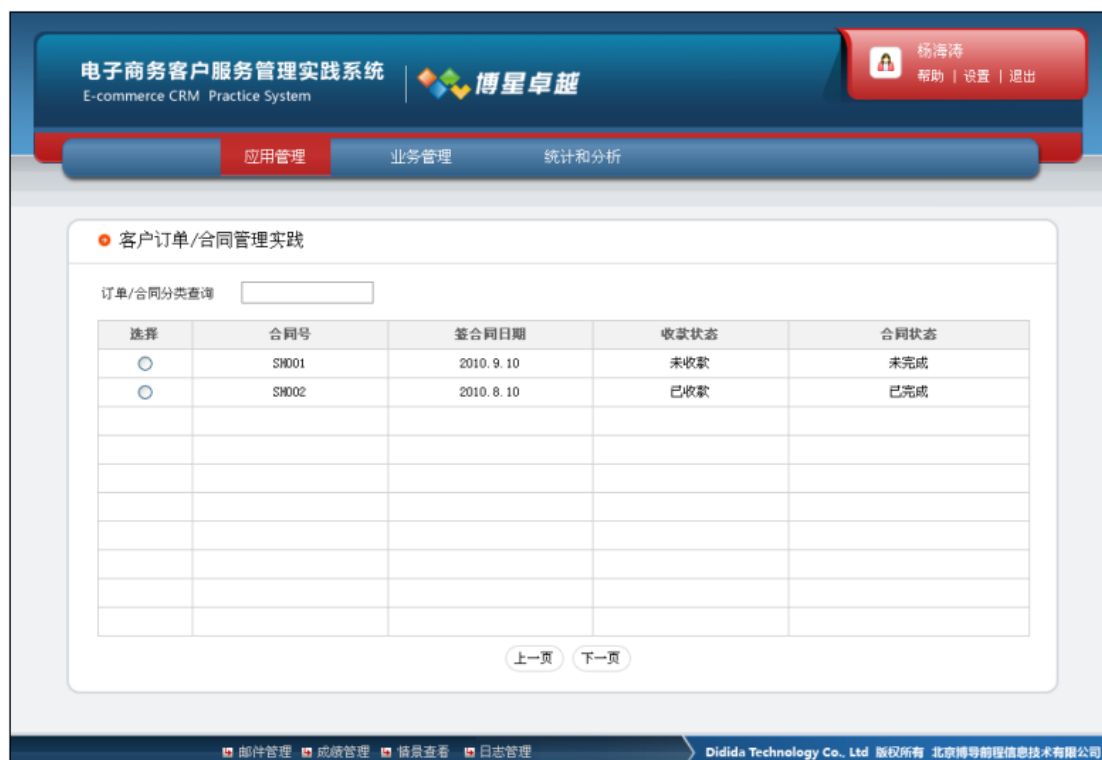 电子商务客户服务管理实践系统
E-commerce CRM Practice System
博星卓越
杨海涛
帮助 | 设置 | 退出
应用管理 业务管理 统计和分析
客户订单/合同管理实践
订单/合同分类查询
选择 合同号 签合同日期 收款状态 合同状态
SH001 2010.9.10 未收款 未完成
SH002 2010.8.10 已收款 已完成
上一页 下一页
邮件管理 成绩管理 情景查看 日志管理
Didida Technology Co., Ltd 版权所有 北京博导前程信息技术有限公司